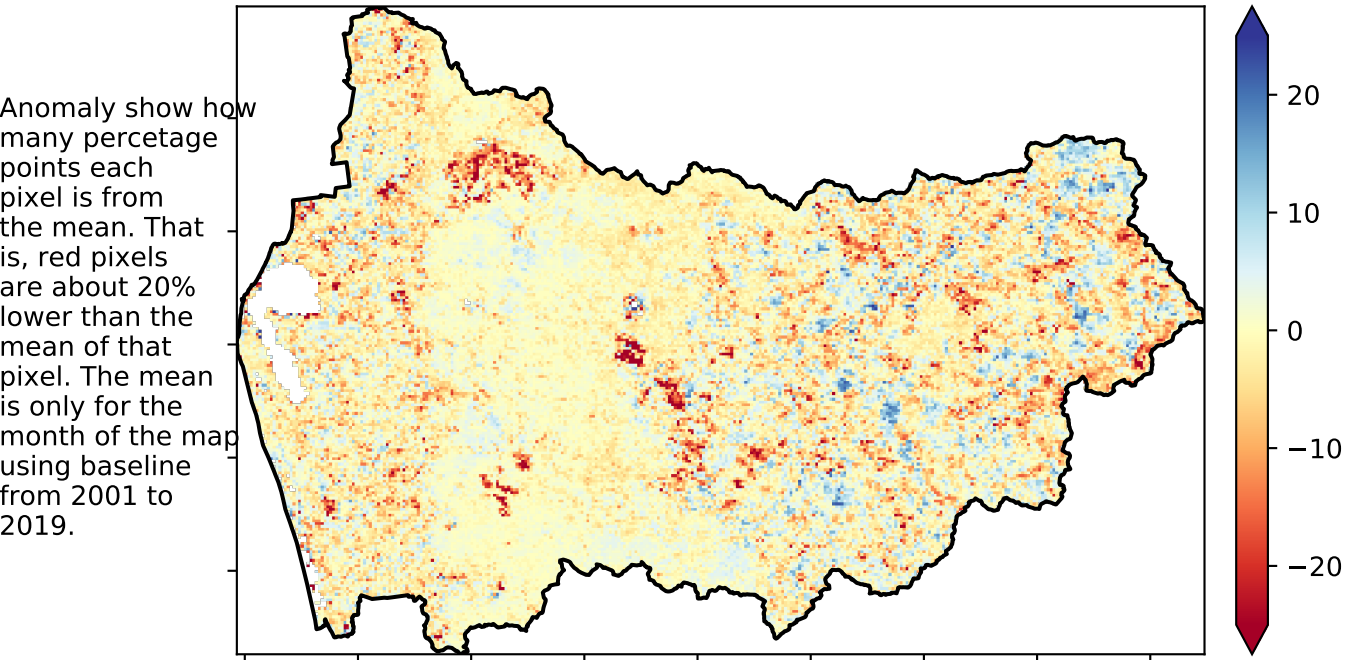 Anomaly show how
many percetage
points each
pixel is from
the mean. That
is, red pixels
are about 20%
lower than the
mean of that
pixel. The mean
is only for the
month of the map
using baseline
from 2001 to
2019.
20
10
0
−10
−20